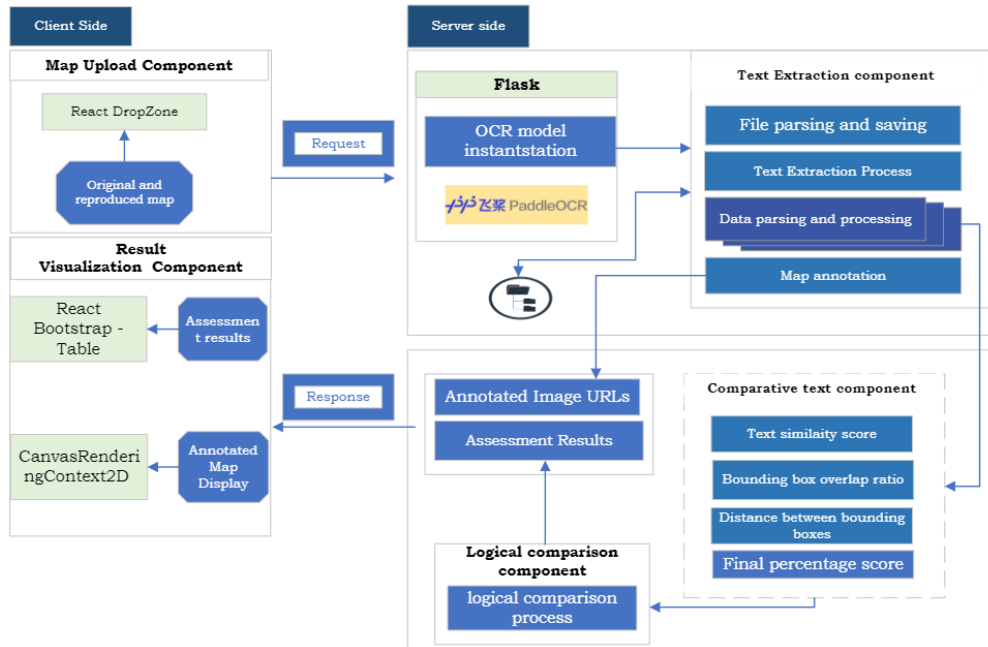 Client Side
Map Upload Component
React DropZone
Original and
reproduced map
Result
Visualization Component
React
Bootstrap -
Table
Assessmen
t results
CanvasRenderi
ngContext2D
Annotated
Map
Display
Request
Response
Server side
Flask
OCR model
instantstation
飞桨 PaddleOCR
Text Extraction component
File parsing and saving
Text Extraction Process
Data parsing and processing
Map annotation
Annotated Image URLs
Assessment Results
Logical comparison
component
logical comparison
process
Comparative text component
Text similaity score
Bounding box overlap ratio
Distance between bounding
boxes
Final percentage score